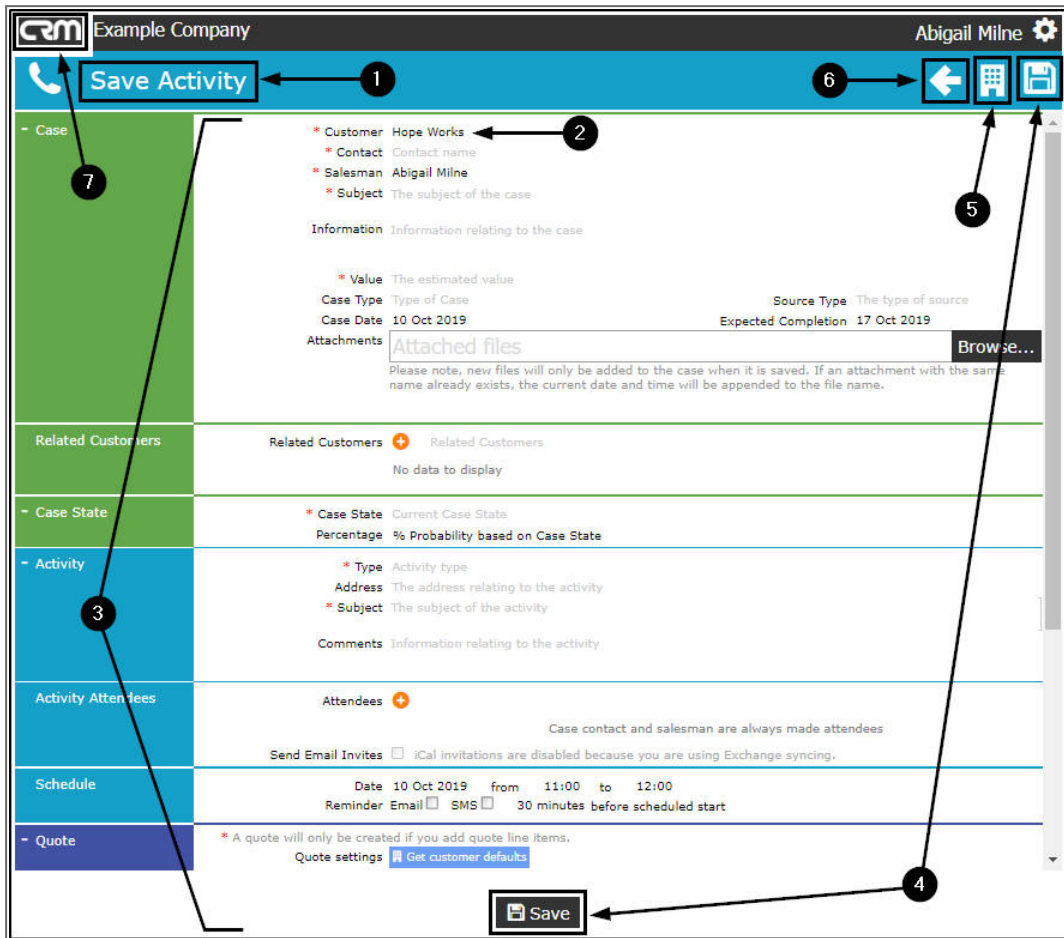 CRM Example Company Abigail Milne
Save Activity 1 6
- Case
* Customer Hope Works 2
* Contact Contact name
7
* Salesman Abigail Milne
* Subject The subject of the case
5
Information Information relating to the case
* Value The estimated value
Case Type Type of Case Source Type The type of source
Case Date 10 Oct 2019 Expected Completion 17 Oct 2019
Attachments Attached files Browse...
Please note, new files will only be added to the case when it is saved. If an attachment with the same
name already exists, the current date and time will be appended to the file name.
Related Customers Related Customers Related Customers
No data to display
- Case State * Case State Current Case State
Percentage % Probability based on Case State
- Activity * Type Activity type
Address The address relating to the activity
3 * Subject The subject of the activity
Comments Information relating to the activity
Activity Attendees Attendees
Case contact and salesman are always made attendees
Send Email Invites iCal invitations are disabled because you are using Exchange syncing.
Schedule Date 10 Oct 2019 from 11:00 to 12:00
Reminder Email SMS 30 minutes before scheduled start
- Quote * A quote will only be created if you add quote line items.
Quote settings Get customer defaults
4
Save